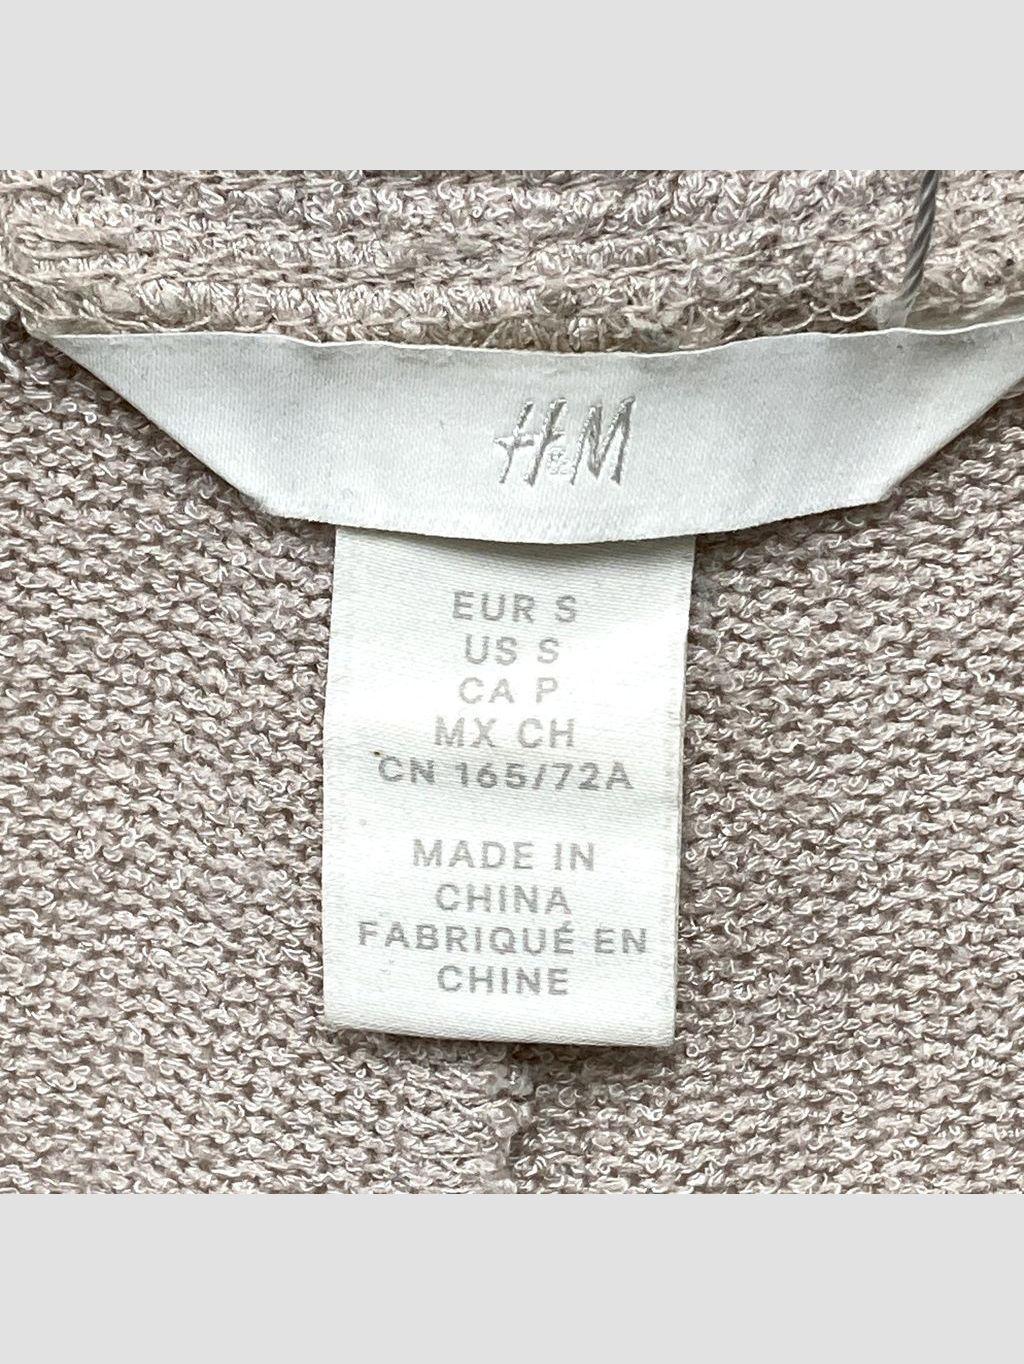 H&M
EUR S
US S
CA P
MX CH
CN 165/72A
MADE IN
CHINA
FABRIQUÉ EN
CHINE